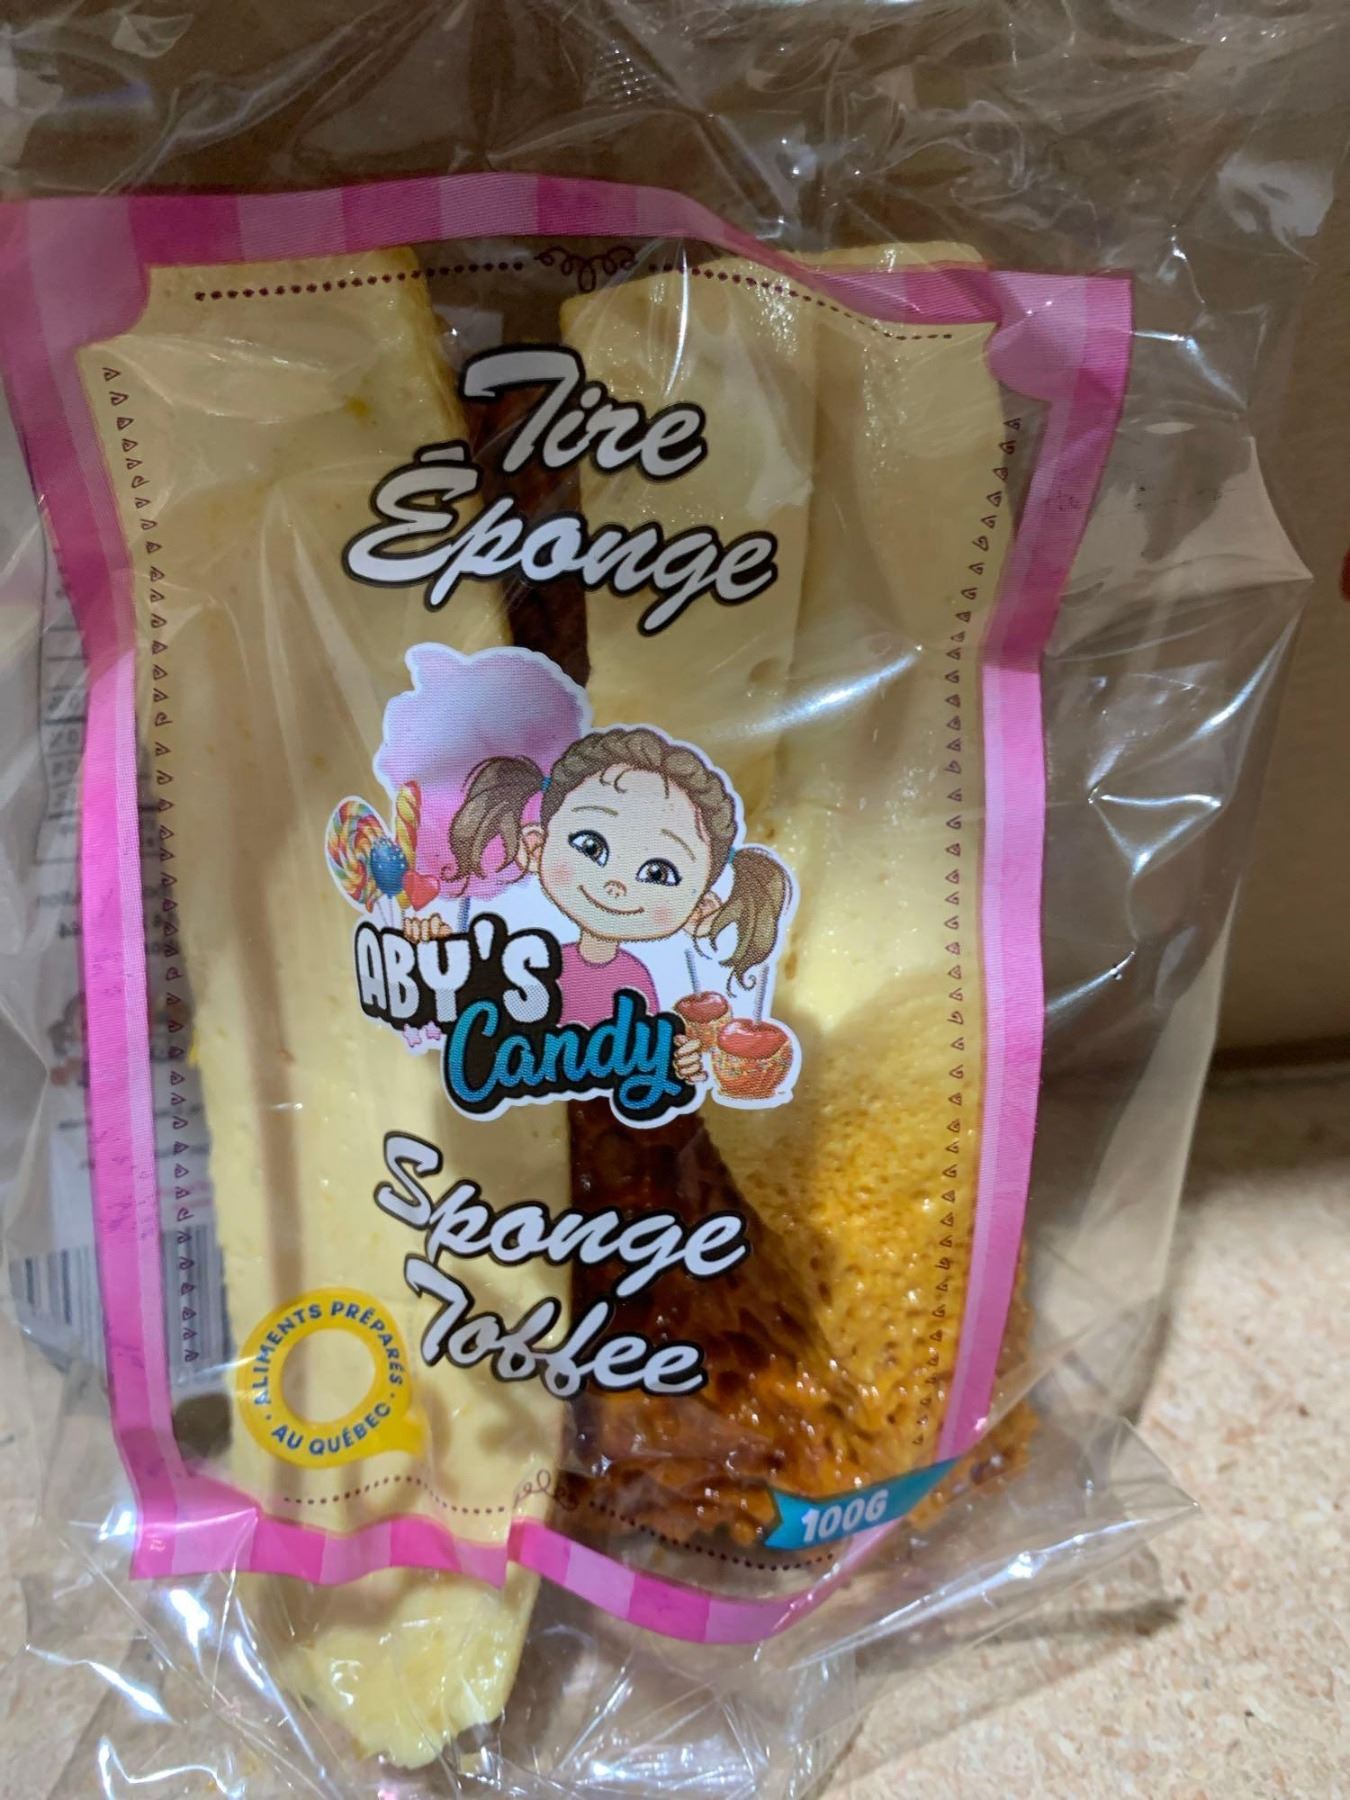 Tire
Éponge
ABY'S
Candy
Sponge
Toffee
ALIMENTS PRÉPARÉS
AU QUÉBEC
100G